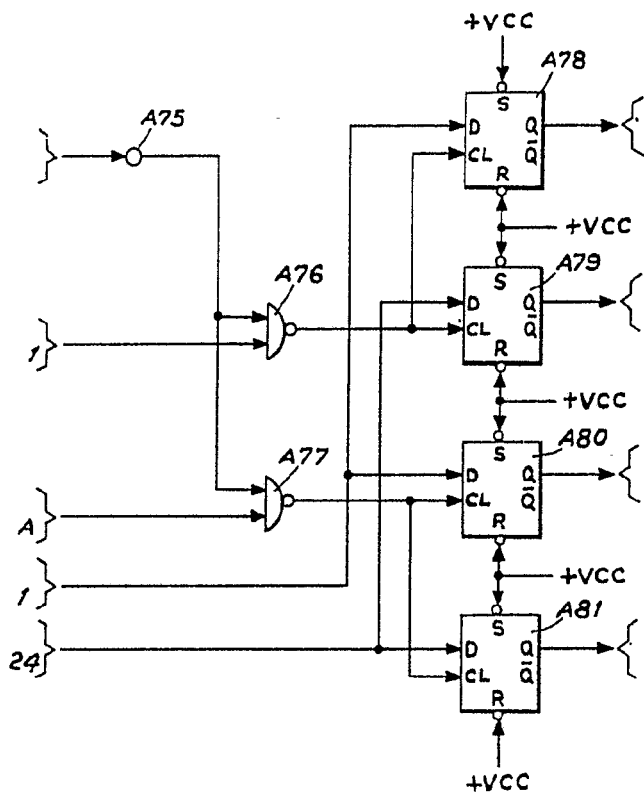 +VCC
A78
S
D
Q
CL
Q̅
R
A75
+VCC
A79
S
A76
D
Q
1
CL
Q̅
R
+VCC
A80
S
A77
D
Q
A
CL
Q̅
R
1
+VCC
A81
S
24
D
Q
CL
Q̅
R
+VCC